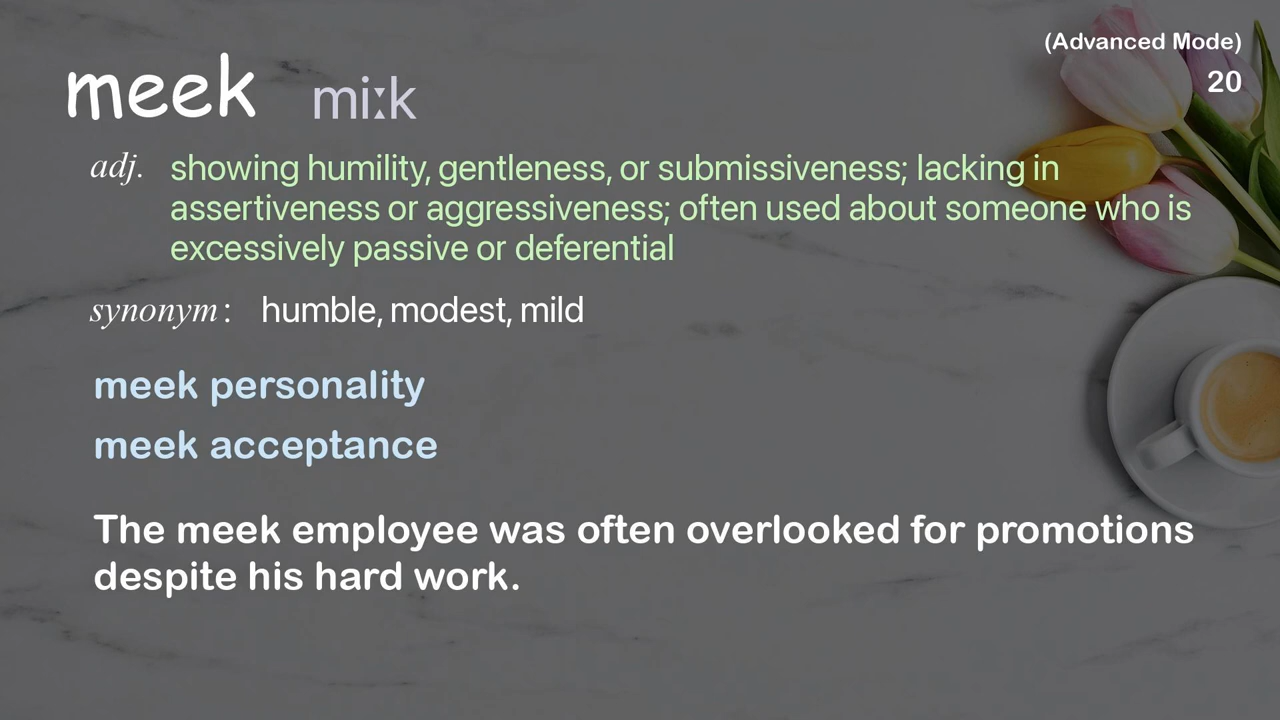 (Advanced Mode)
20
meek miːk
adj. showing humility, gentleness, or submissiveness; lacking in
assertiveness or aggressiveness; often used about someone who is
excessively passive or deferential
synonym: humble, modest, mild
meek personality
meek acceptance
The meek employee was often overlooked for promotions
despite his hard work.